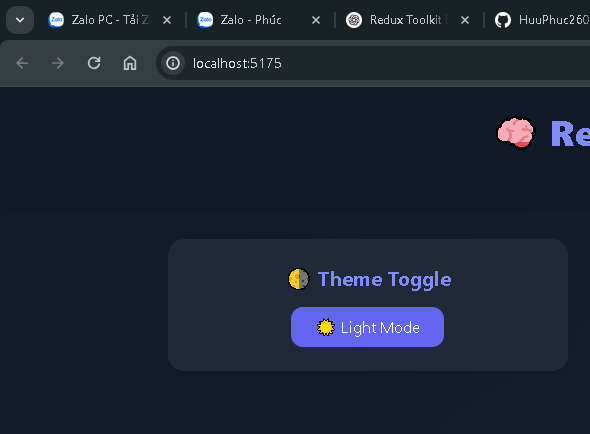 Zalo PC - Tải Z
Zalo - Phúc
Redux Toolkit
HuuPhuc260
localhost:5175
Re
Theme Toggle
Light Mode